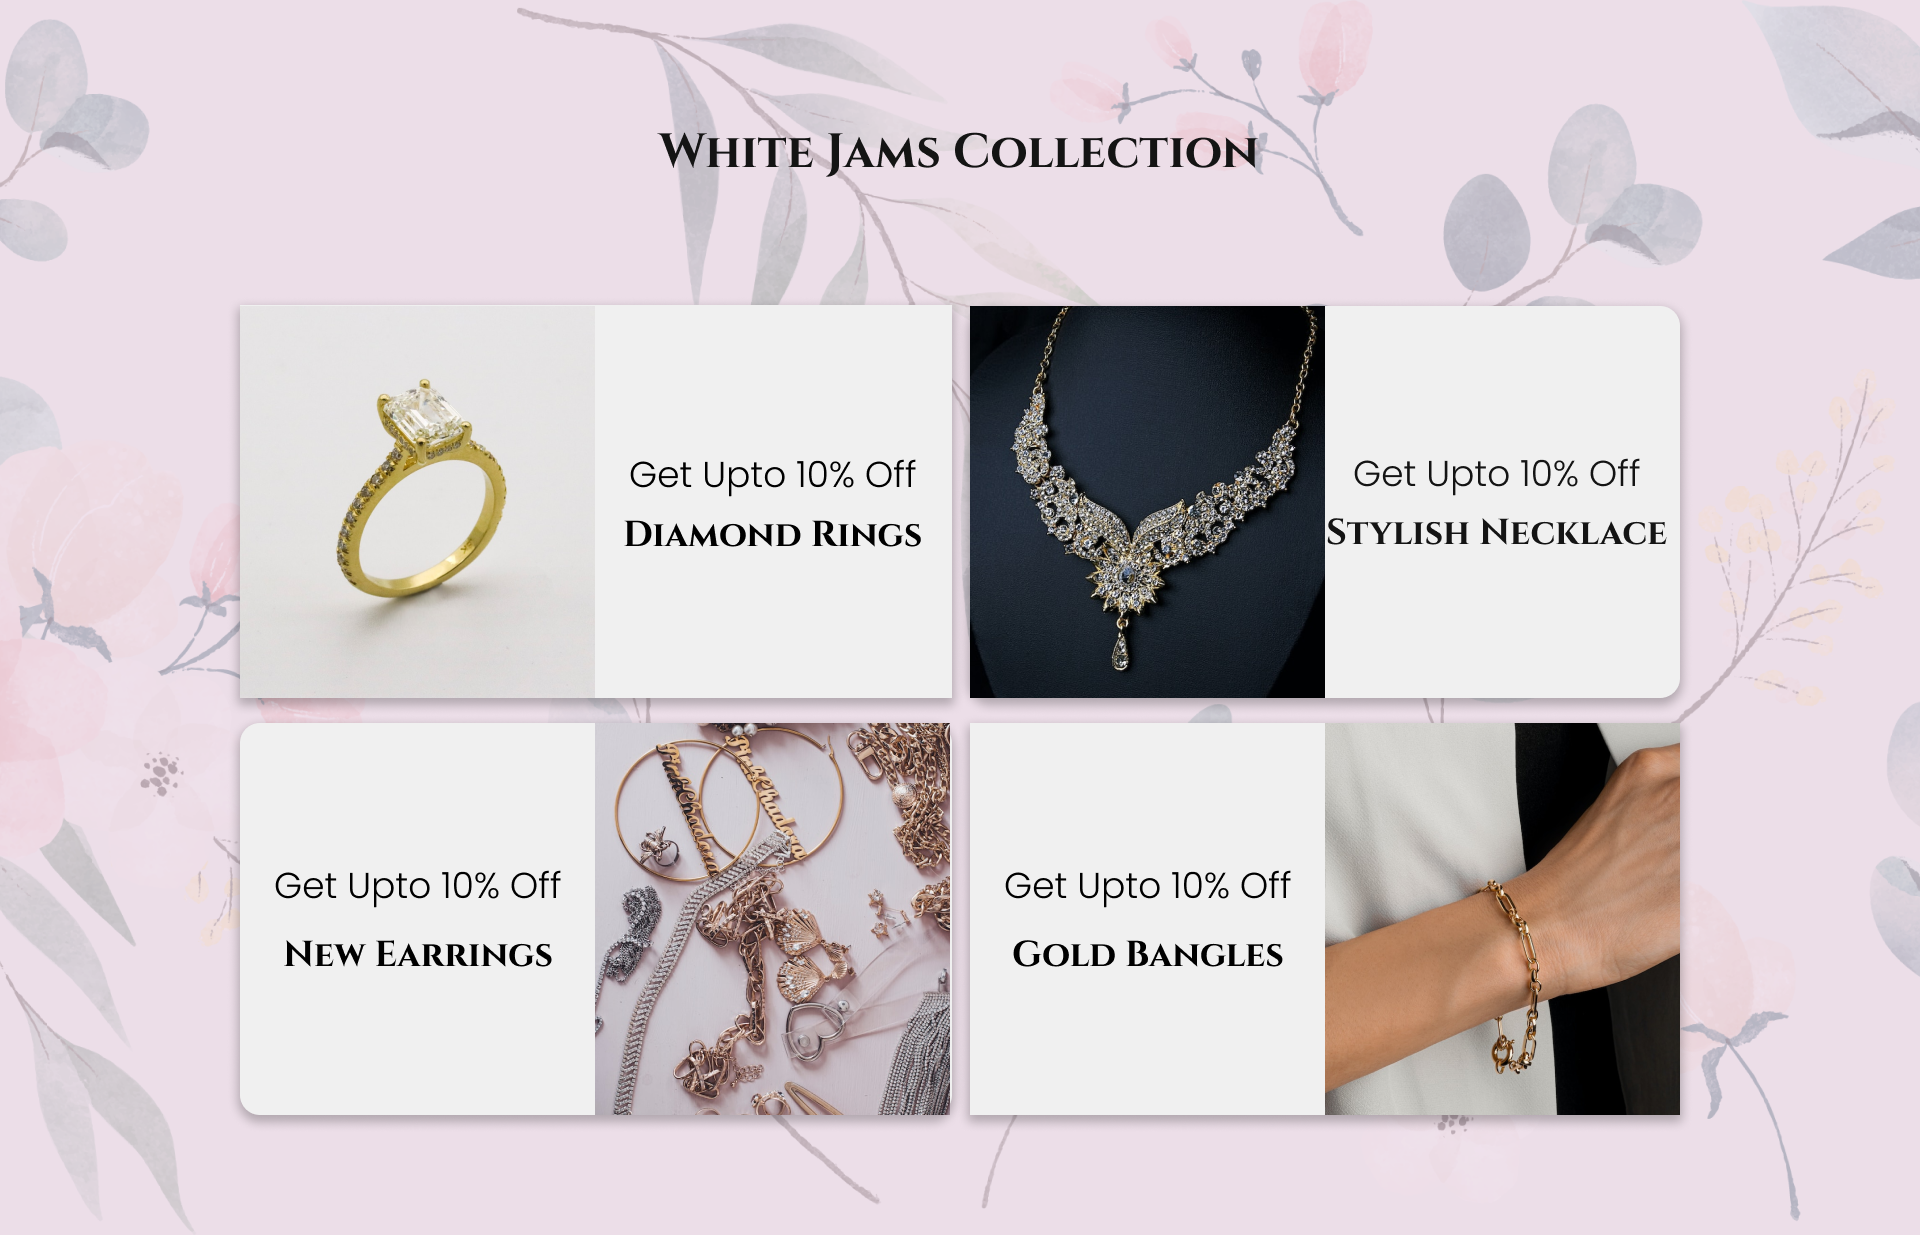 White Jams Collection
Get Upto 10% Off
Diamond Rings
Get Upto 10% Off
Stylish Necklace
Get Upto 10% Off
New Earrings
Get Upto 10% Off
Gold Bangles